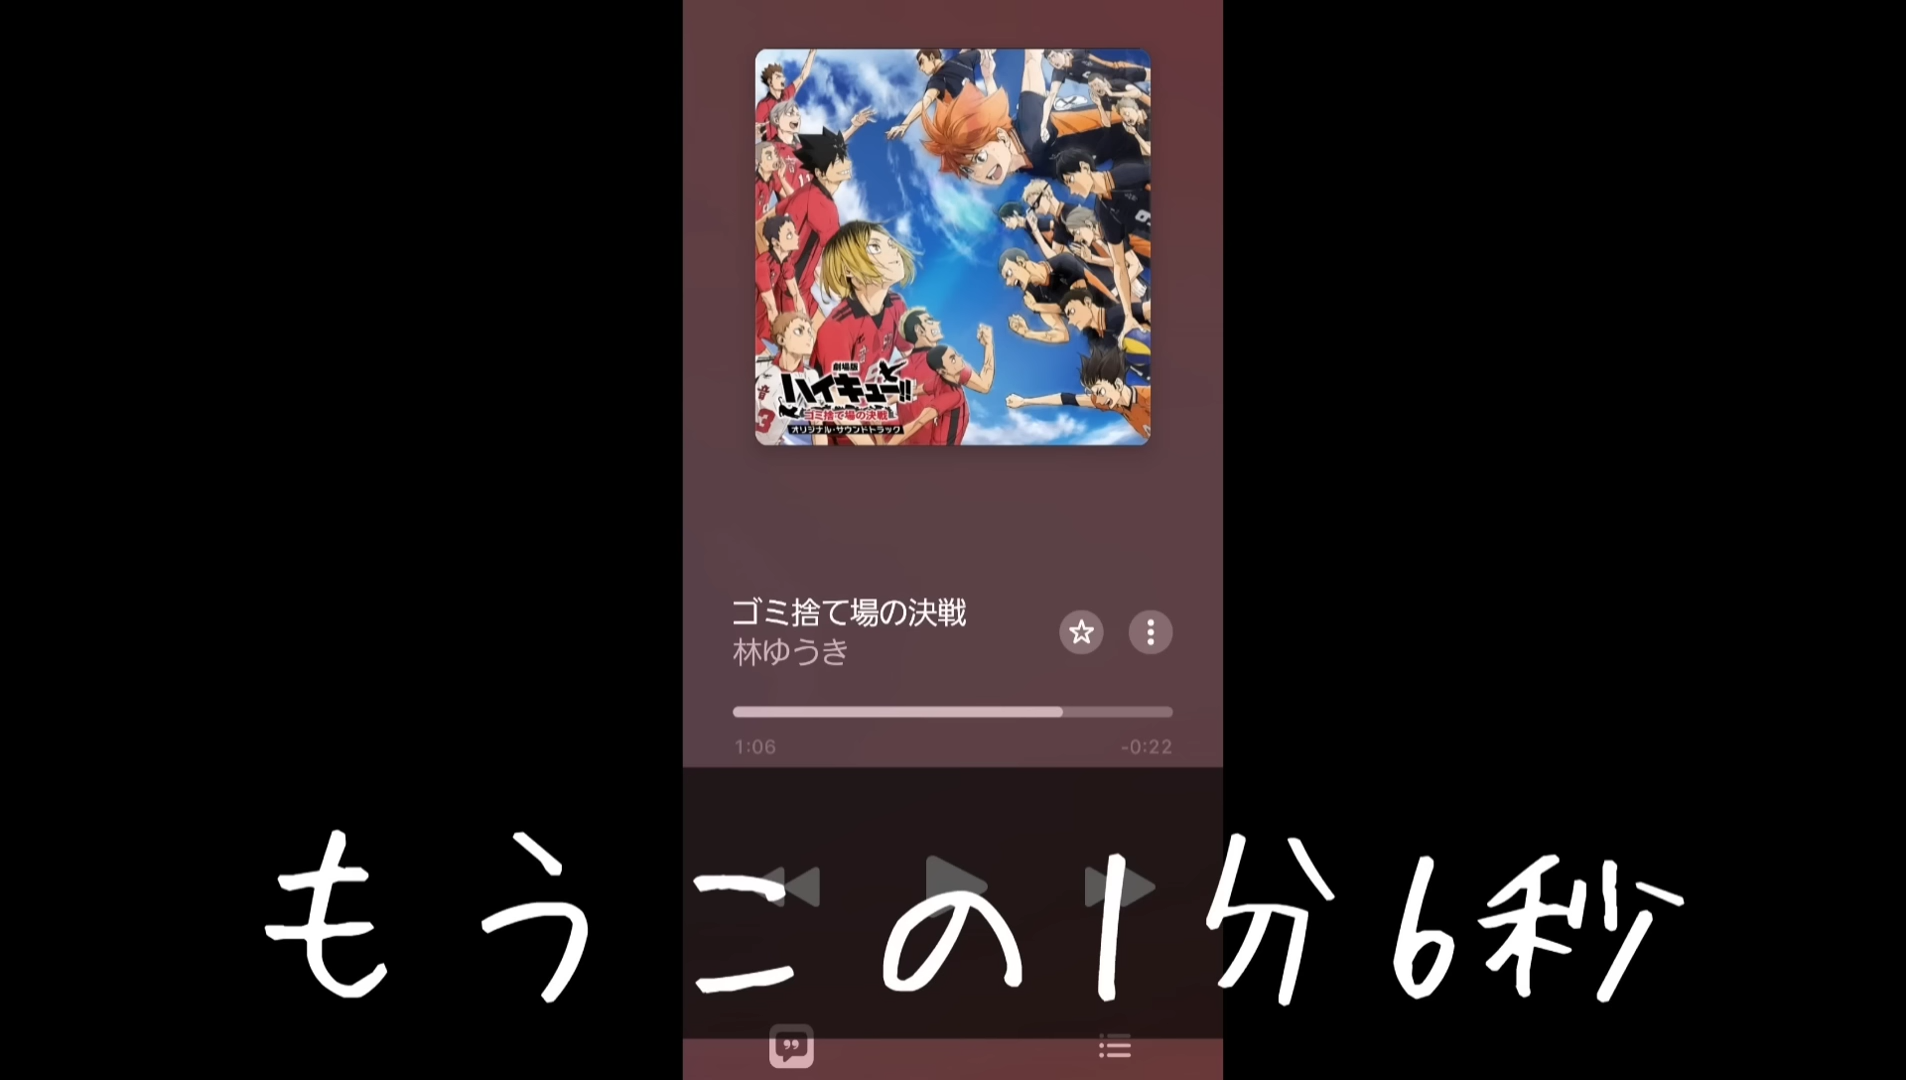 劇場版
ハイキュー!!
ゴミ捨て場の決戦
オリジナル・サウンドトラック
ゴミ捨て場の決戦
林ゆうき
1:06
-0:22
もうこの1分6秒